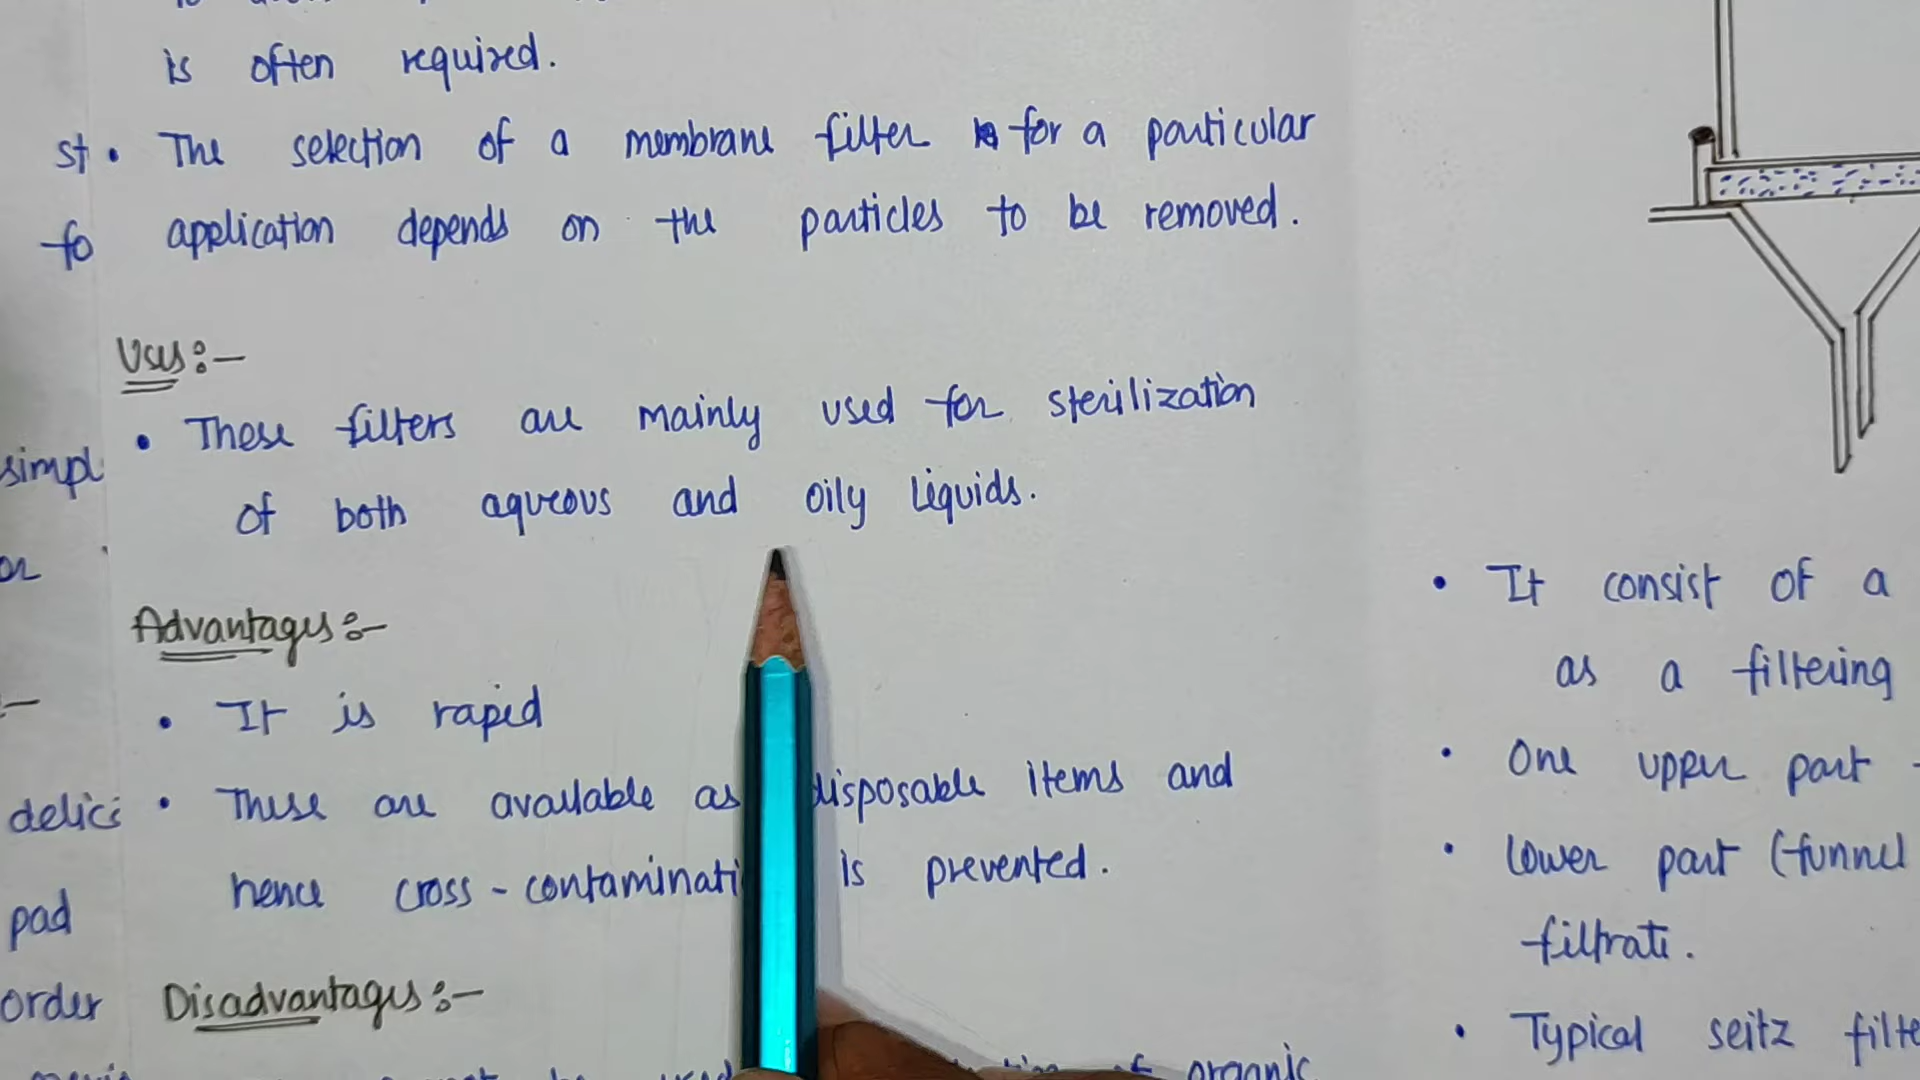 is often required.
• The selection of a membrane filter for a particular
application depends on the particles to be removed.
Uses:-
• These filters are mainly used for sterilization
of both aqueous and oily Liquids.
Advantages:-
• It is rapid
• These are available as disposable items and
hence cross-contaminati is prevented.
Disadvantages:-
organic
st
fo
simpl
or
delic
pad
order
• It consist of a
as a filtering
• One upper part
• lower part (funnel
filtrate.
• Typical seitz filte